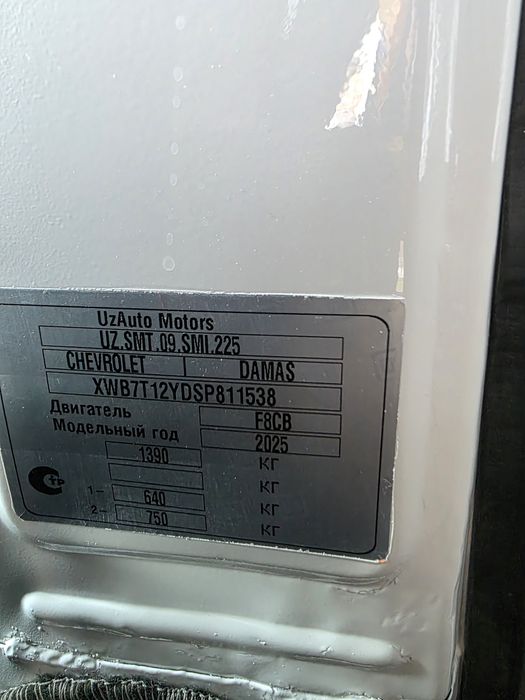 UzAuto Motors
UZ.SMT.09.SMI.225
CHEVROLET DAMAS
XWB7T12YDSP811538
Двигатель F8CB
Модельный год 2025
1390 КГ
КГ
1– 640 КГ
2– 750 КГ